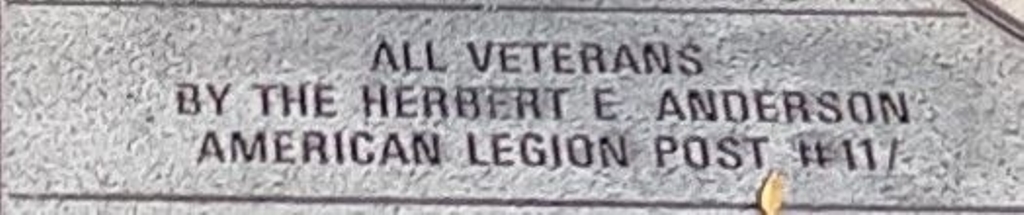 ALL VETERANS
BY THE HERBERT E. ANDERSON
AMERICAN LEGION POST